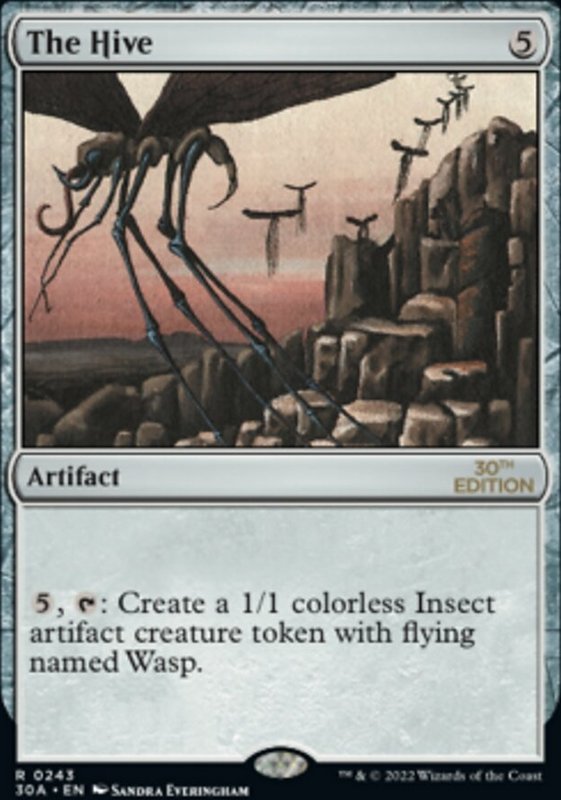 The Hive 5
Artifact
30TH
EDITION
5, : Create a 1/1 colorless Insect
artifact creature token with flying
named Wasp.
R 0243
30A • EN SANDRA EVERINGHAM
™ & © 2022 Wizards of the Coast